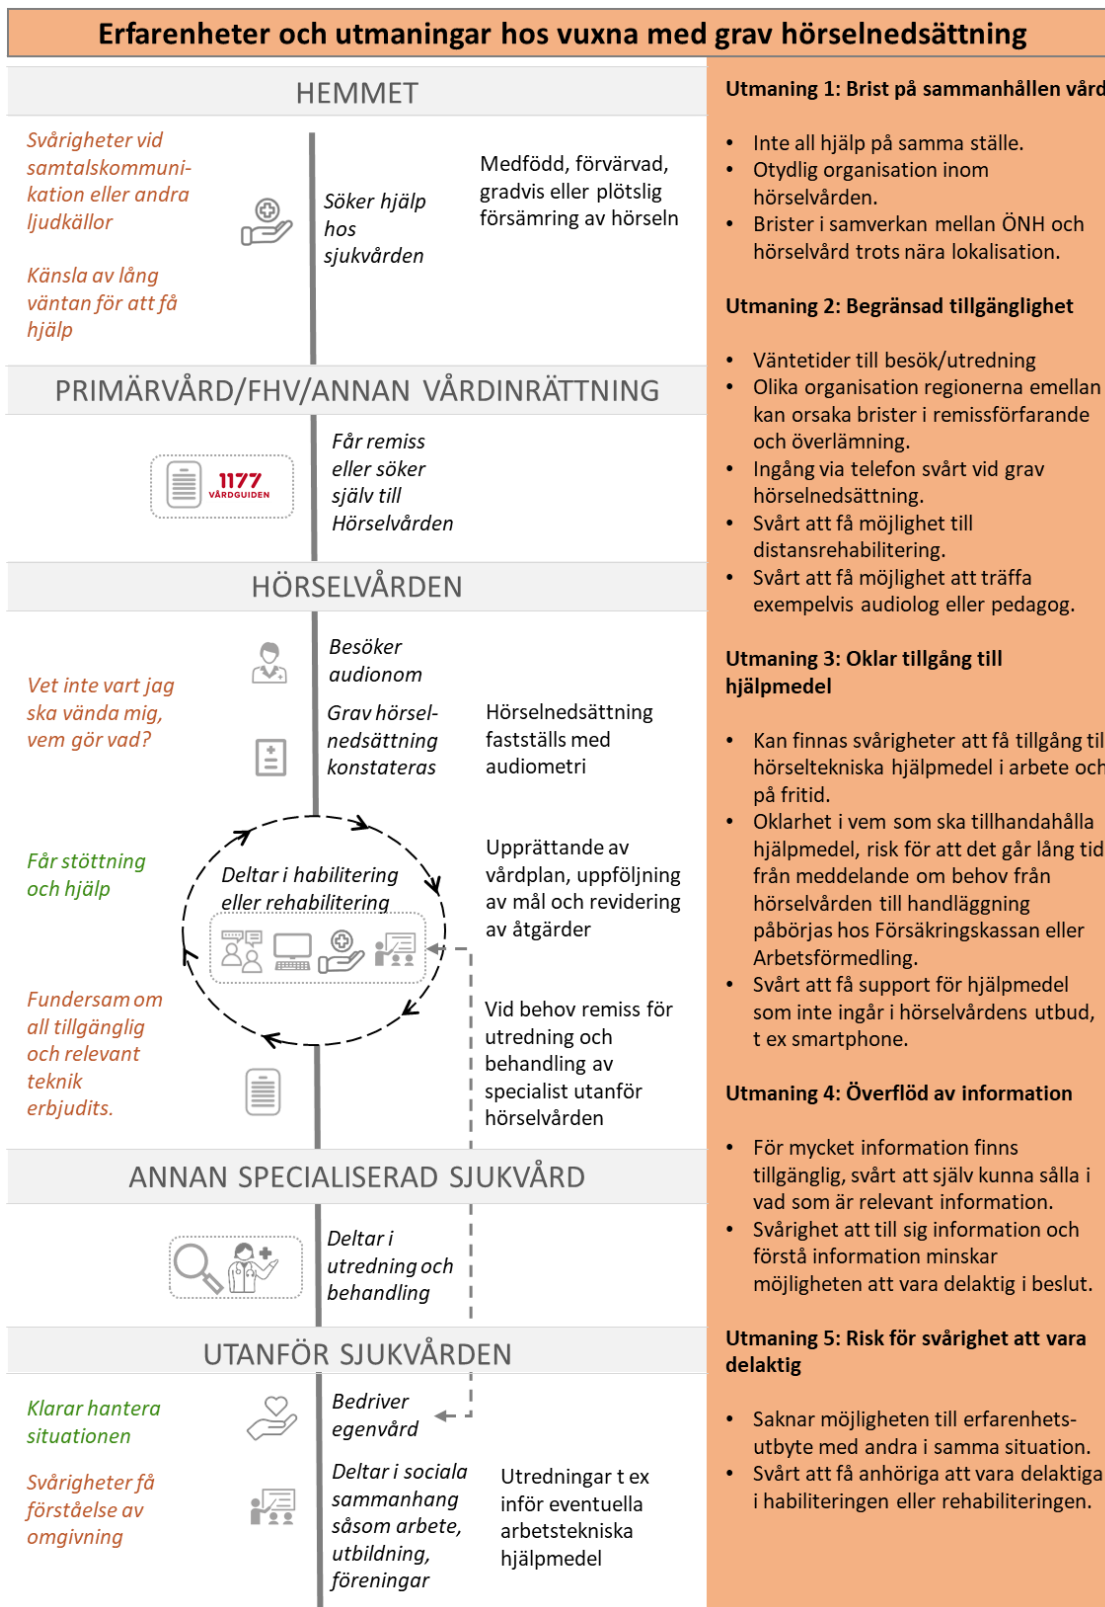 Erfarenheter och utmaningar hos vuxna med grav hörselnedsättning
HEMMET
Svårigheter vid
samtalskommuni-
kation eller andra
ljudkällor
Känsla av lång
väntan för att få
hjälp
Söker hjälp
hos
sjukvården
Medfödd, förvärvad,
gradvis eller plötslig
försämring av hörseln
PRIMÄRVÅRD/FHV/ANNAN VÅRDINRÄTTNING
1177
VÅRDGUIDEN
Får remiss
eller söker
själv till
Hörselvården
HÖRSELVÅRDEN
Besöker
audionom
Vet inte vart jag
ska vända mig,
vem gör vad?
Grav hörsel-
nedsättning
konstateras
Hörselnedsättning
fastställs med
audiometri
Får stöttning
och hjälp
Deltar i habilitering
eller rehabilitering
Upprättande av
vårdplan, uppföljning
av mål och revidering
av åtgärder
Fundersam om
all tillgänglig
och relevant
teknik
erbjudits.
Vid behov remiss för
utredning och
behandling av
specialist utanför
hörselvården
ANNAN SPECIALISERAD SJUKVÅRD
Deltar i
utredning och
behandling
UTANFÖR SJUKVÅRDEN
Klarar hantera
situationen
Bedriver
egenvård
Svårigheter få
förståelse av
omgivning
Deltar i sociala
sammanhang
såsom arbete,
utbildning,
föreningar
Utredningar t ex
inför eventuella
arbetstekniska
hjälpmedel
Utmaning 1: Brist på sammanhållen vård
• Inte all hjälp på samma ställe.
• Otydlig organisation inom
hörselvården.
• Brister i samverkan mellan ÖNH och
hörselvård trots nära lokalisation.
Utmaning 2: Begränsad tillgänglighet
• Väntetider till besök/utredning
• Olika organisation regionerna emellan
kan orsaka brister i remissförfarande
och överlämning.
• Ingång via telefon svårt vid grav
hörselnedsättning.
• Svårt att få möjlighet till
distansrehabilitering.
• Svårt att få möjlighet att träffa
exempelvis audiolog eller pedagog.
Utmaning 3: Oklar tillgång till
hjälpmedel
• Kan finnas svårigheter att få tillgång til
hörseltekniska hjälpmedel i arbete och
på fritid.
• Oklarhet i vem som ska tillhandahålla
hjälpmedel, risk för att det går lång tid
från meddelande om behov från
hörselvården till handläggning
påbörjas hos Försäkringskassan eller
Arbetsförmedling.
• Svårt att få support för hjälpmedel
som inte ingår i hörselvårdens utbud,
t ex smartphone.
Utmaning 4: Överflöd av information
• För mycket information finns
tillgänglig, svårt att själv kunna sålla i
vad som är relevant information.
• Svårighet att till sig information och
förstå information minskar
möjligheten att vara delaktig i beslut.
Utmaning 5: Risk för svårighet att vara
delaktig
• Saknar möjligheten till erfarenhets-
utbyte med andra i samma situation.
• Svårt att få anhöriga att vara delaktiga
i habiliteringen eller rehabiliteringen.